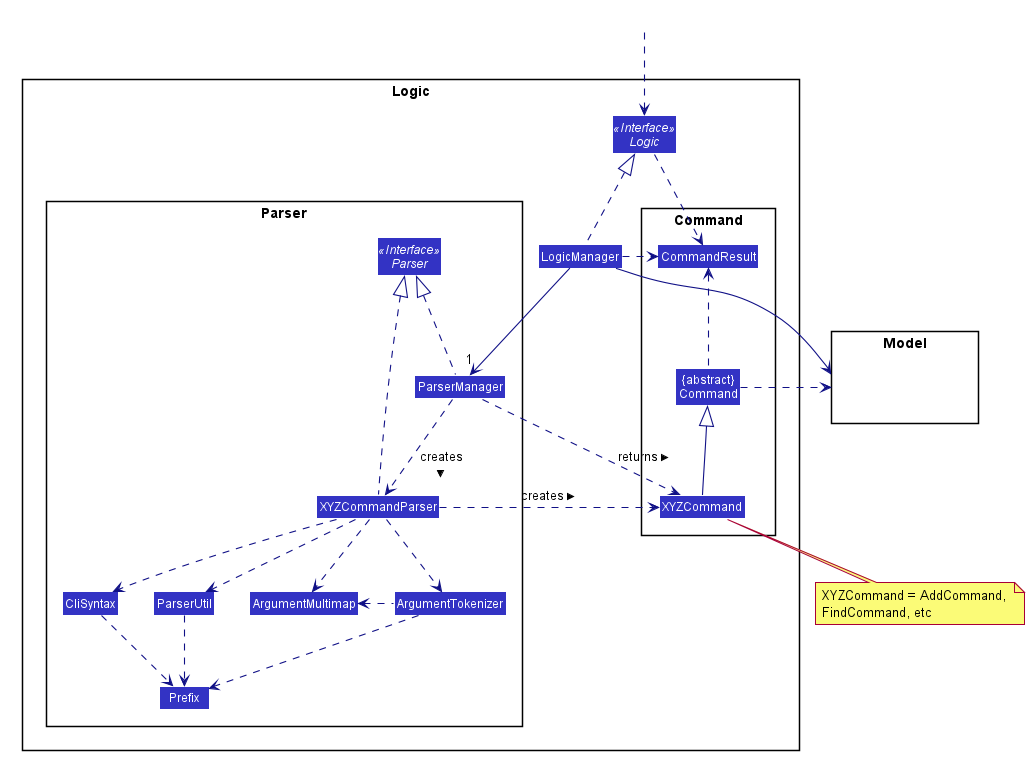 Logic
«Interface»
Logic
Parser
Command
«Interface»
Parser
LogicManager
CommandResult
Model
1
ParserManager
{abstract}
Command
creates
▼
returns ►
creates ►
XYZCommandParser
XYZCommand
CliSyntax
ParserUtil
ArgumentMultimap
ArgumentTokenizer
XYZCommand = AddCommand,
FindCommand, etc
Prefix